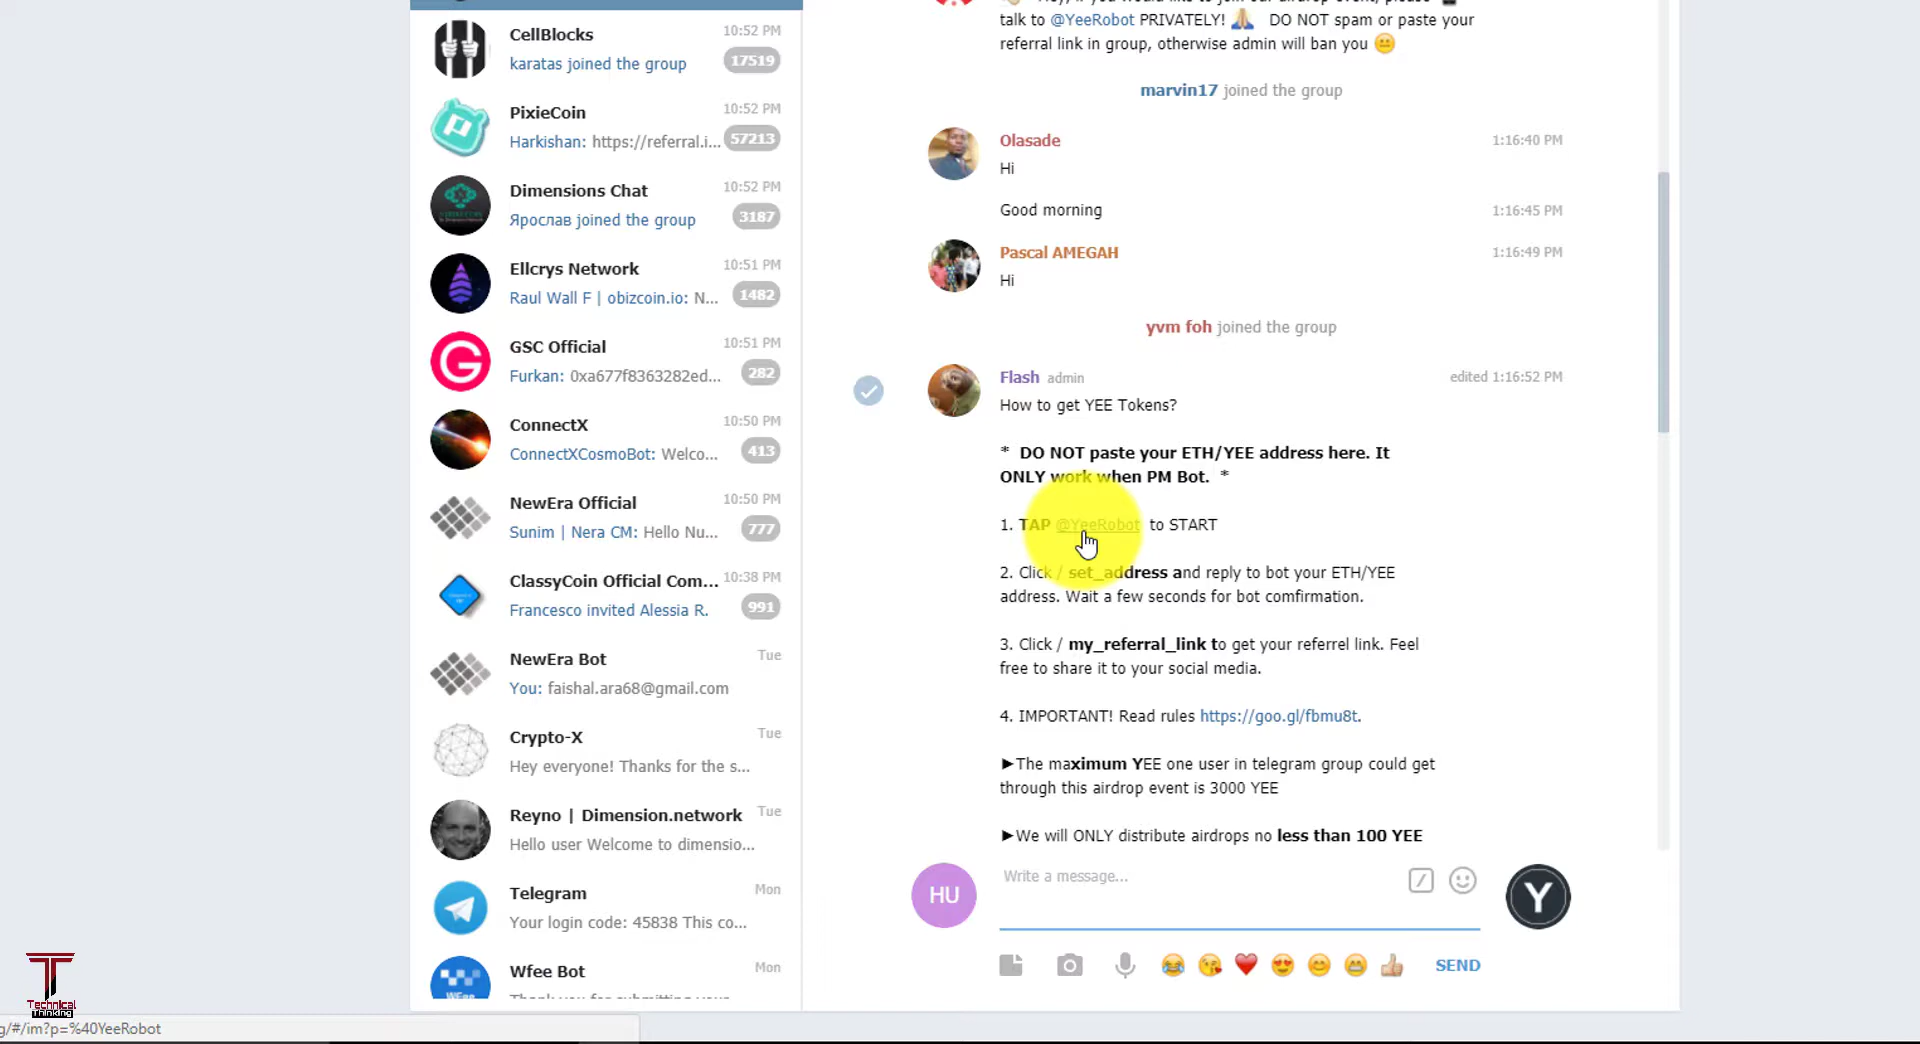 CellBlocks 10:52 PM
karatas joined the group 17519
PixieCoin 10:52 PM
Harkishan: https://referral.i... 57213
Dimensions Chat 10:52 PM
Ярослав joined the group 3187
Ellcrys Network 10:51 PM
Raul Wall F | obizcoin.io: N... 1482
GSC Official 10:51 PM
Furkan: 0xa677f8363282ed... 282
ConnectX 10:50 PM
ConnectXCosmoBot: Welco... 413
NewEra Official 10:50 PM
Sunim | Nera CM: Hello Nu... 777
ClassyCoin Official Com... 10:38 PM
Francesco invited Alessia R. 991
NewEra Bot Tue
You: faishal.ara68@gmail.com
Crypto-X Tue
Hey everyone! Thanks for the s...
Reyno | Dimension.network Tue
Hello user Welcome to dimensio...
Telegram Mon
Your login code: 45838 This co...
Wfee Bot Mon
talk to @YeeRobot PRIVATELY! 🙏 DO NOT spam or paste your
referral link in group, otherwise admin will ban you 😐
marvin17 joined the group
Olasade 1:16:40 PM
Hi
Good morning 1:16:45 PM
Pascal AMEGAH 1:16:49 PM
Hi
yvm foh joined the group
Flash admin edited 1:16:52 PM
How to get YEE Tokens?
* DO NOT paste your ETH/YEE address here. It
ONLY work when PM Bot. *
1. TAP @YeeRobot to START
2. Click / set_address and reply to bot your ETH/YEE
address. Wait a few seconds for bot comfirmation.
3. Click / my_referral_link to get your referrel link. Feel
free to share it to your social media.
4. IMPORTANT! Read rules https://goo.gl/fbmu8t.
►The maximum YEE one user in telegram group could get
through this airdrop event is 3000 YEE
►We will ONLY distribute airdrops no less than 100 YEE
HU
Write a message...
Y
SEND
T
Technical
Thinking
g/#/im?p=%40YeeRobot